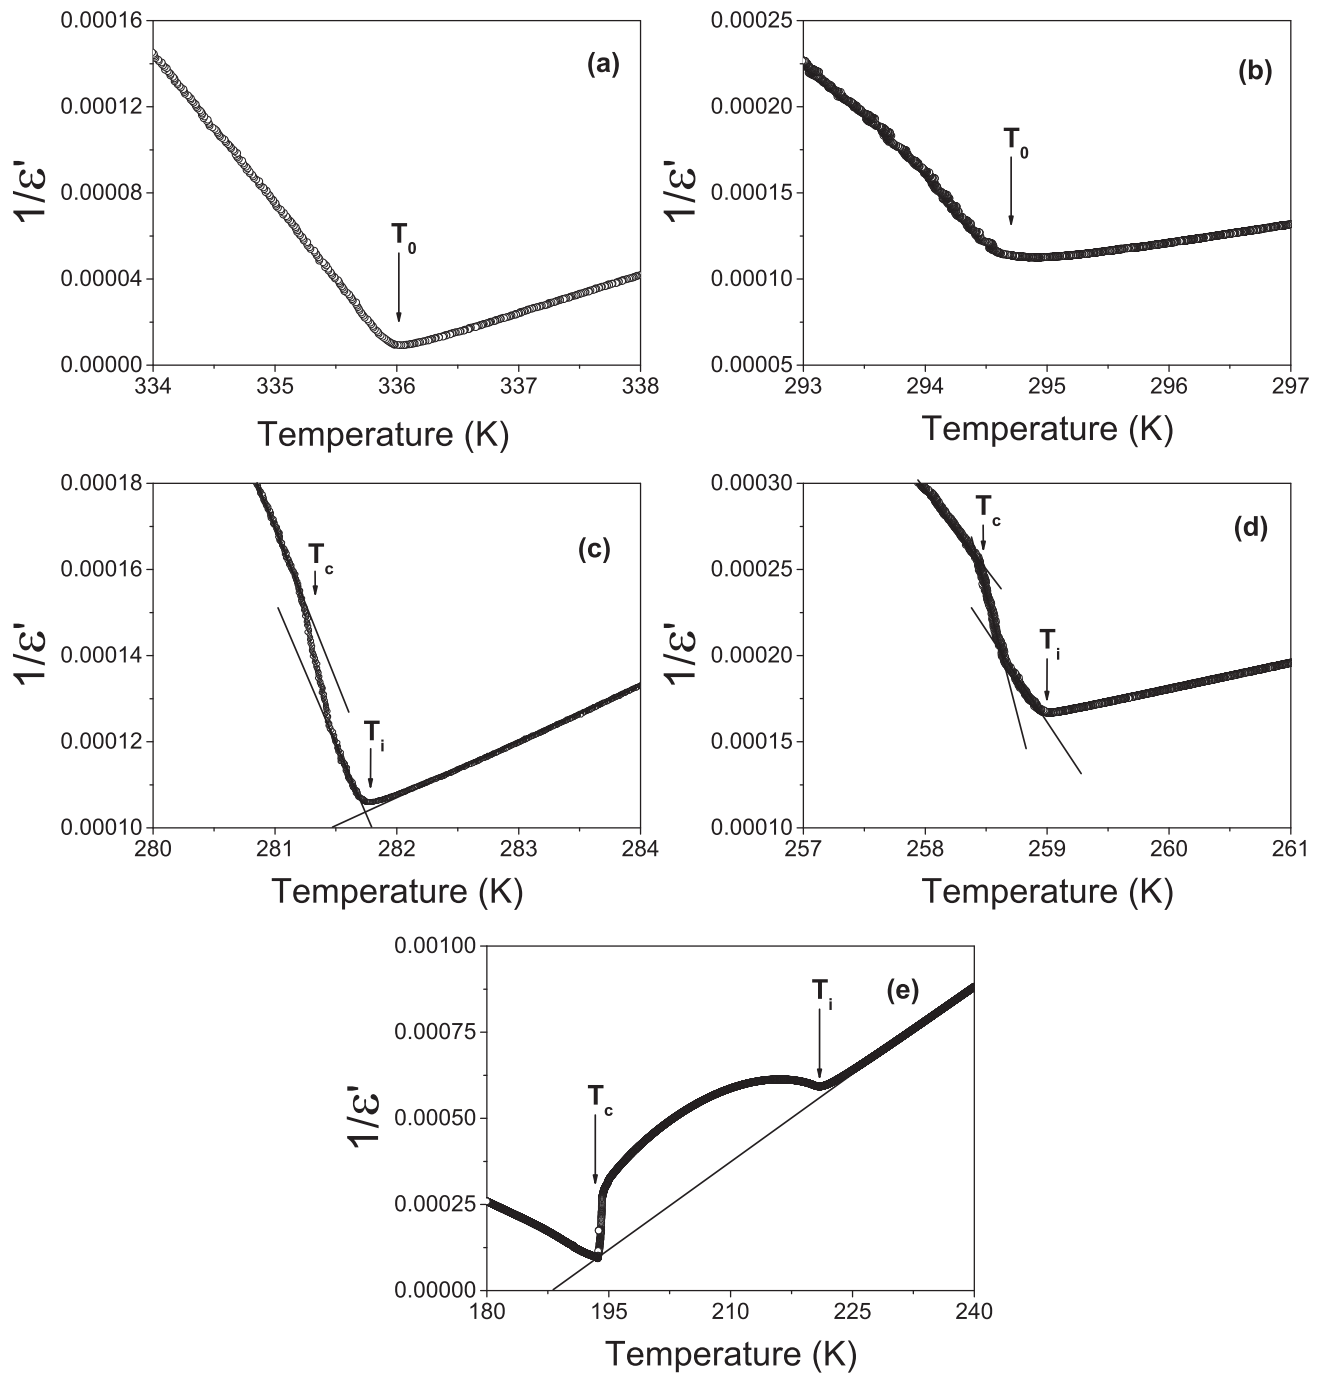 0.00016
0.00012
0.00008
0.00004
0.00000
1/ε'
(a)
T0
334 335 336 337 338
Temperature (K)
0.00025
0.00020
0.00015
0.00010
0.00005
1/ε'
(b)
T0
293 294 295 296 297
Temperature (K)
0.00018
0.00016
0.00014
0.00012
0.00010
1/ε'
(c)
Tc
Ti
280 281 282 283 284
Temperature (K)
0.00030
0.00025
0.00020
0.00015
0.00010
1/ε'
(d)
Tc
Ti
257 258 259 260 261
Temperature (K)
0.00100
0.00075
0.00050
0.00025
0.00000
1/ε'
(e)
Ti
Tc
180 195 210 225 240
Temperature (K)